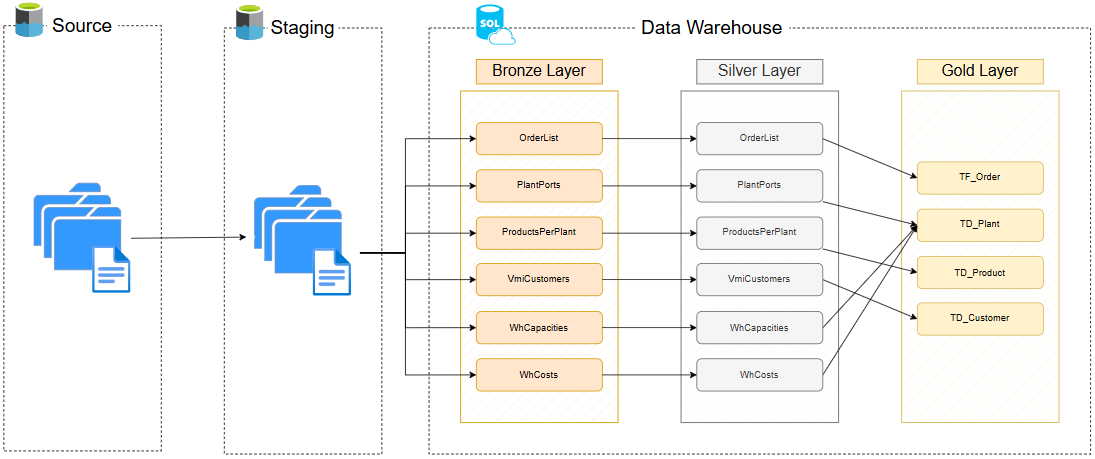 Source
Staging
SQL
Data Warehouse
Bronze Layer
Silver Layer
Gold Layer
OrderList
PlantPorts
ProductsPerPlant
VmiCustomers
WhCapacities
WhCosts
OrderList
PlantPorts
ProductsPerPlant
VmiCustomers
WhCapacities
WhCosts
TF_Order
TD_Plant
TD_Product
TD_Customer